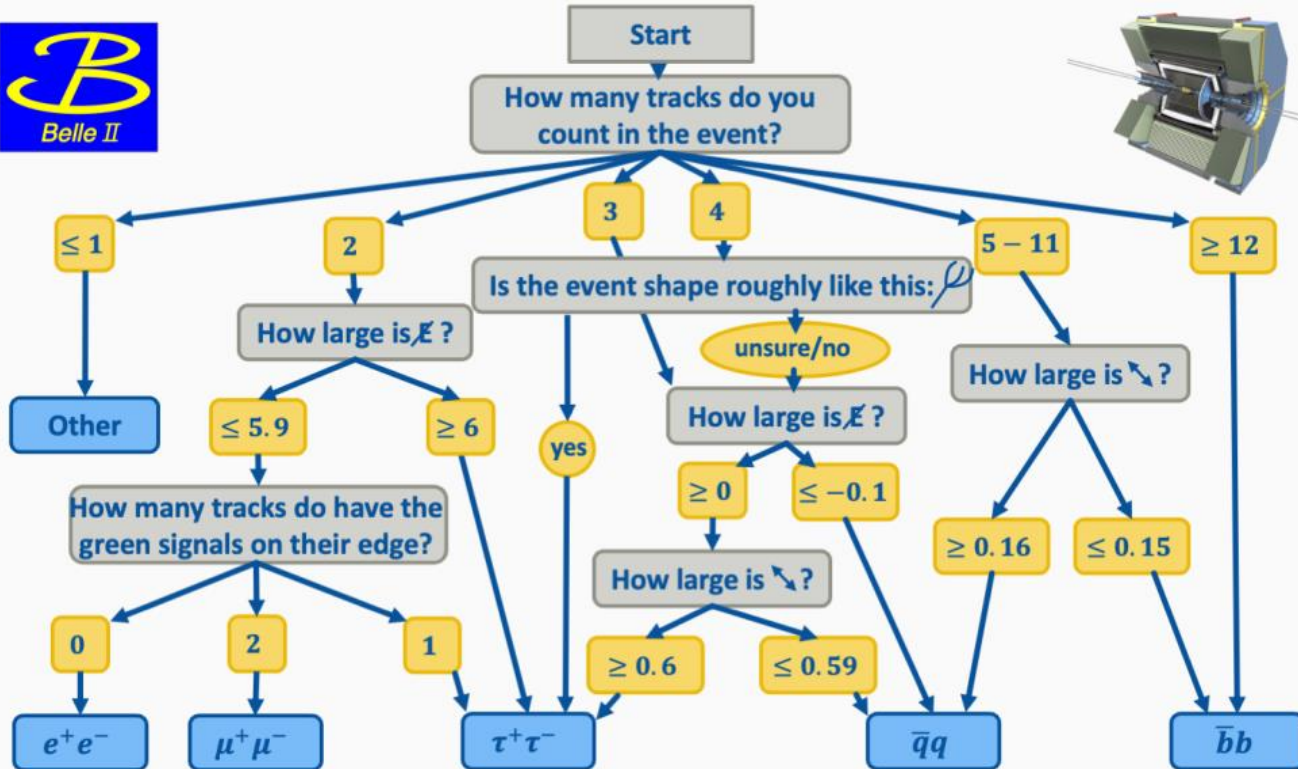 B
Belle II
Start
How many tracks do you
count in the event?
≤ 1
2
3
4
5 − 11
≥ 12
Is the event shape roughly like this:
How large is E̸ ?
unsure/no
How large is ⤡ ?
Other
≤ 5.9
≥ 6
yes
How large is E̸ ?
≥ 0
≤ −0.1
How many tracks do have the
green signals on their edge?
≥ 0.16
≤ 0.15
How large is ⤡ ?
0
2
1
≥ 0.6
≤ 0.59
e⁺e⁻
μ⁺μ⁻
τ⁺τ⁻
q̅q
b̅b